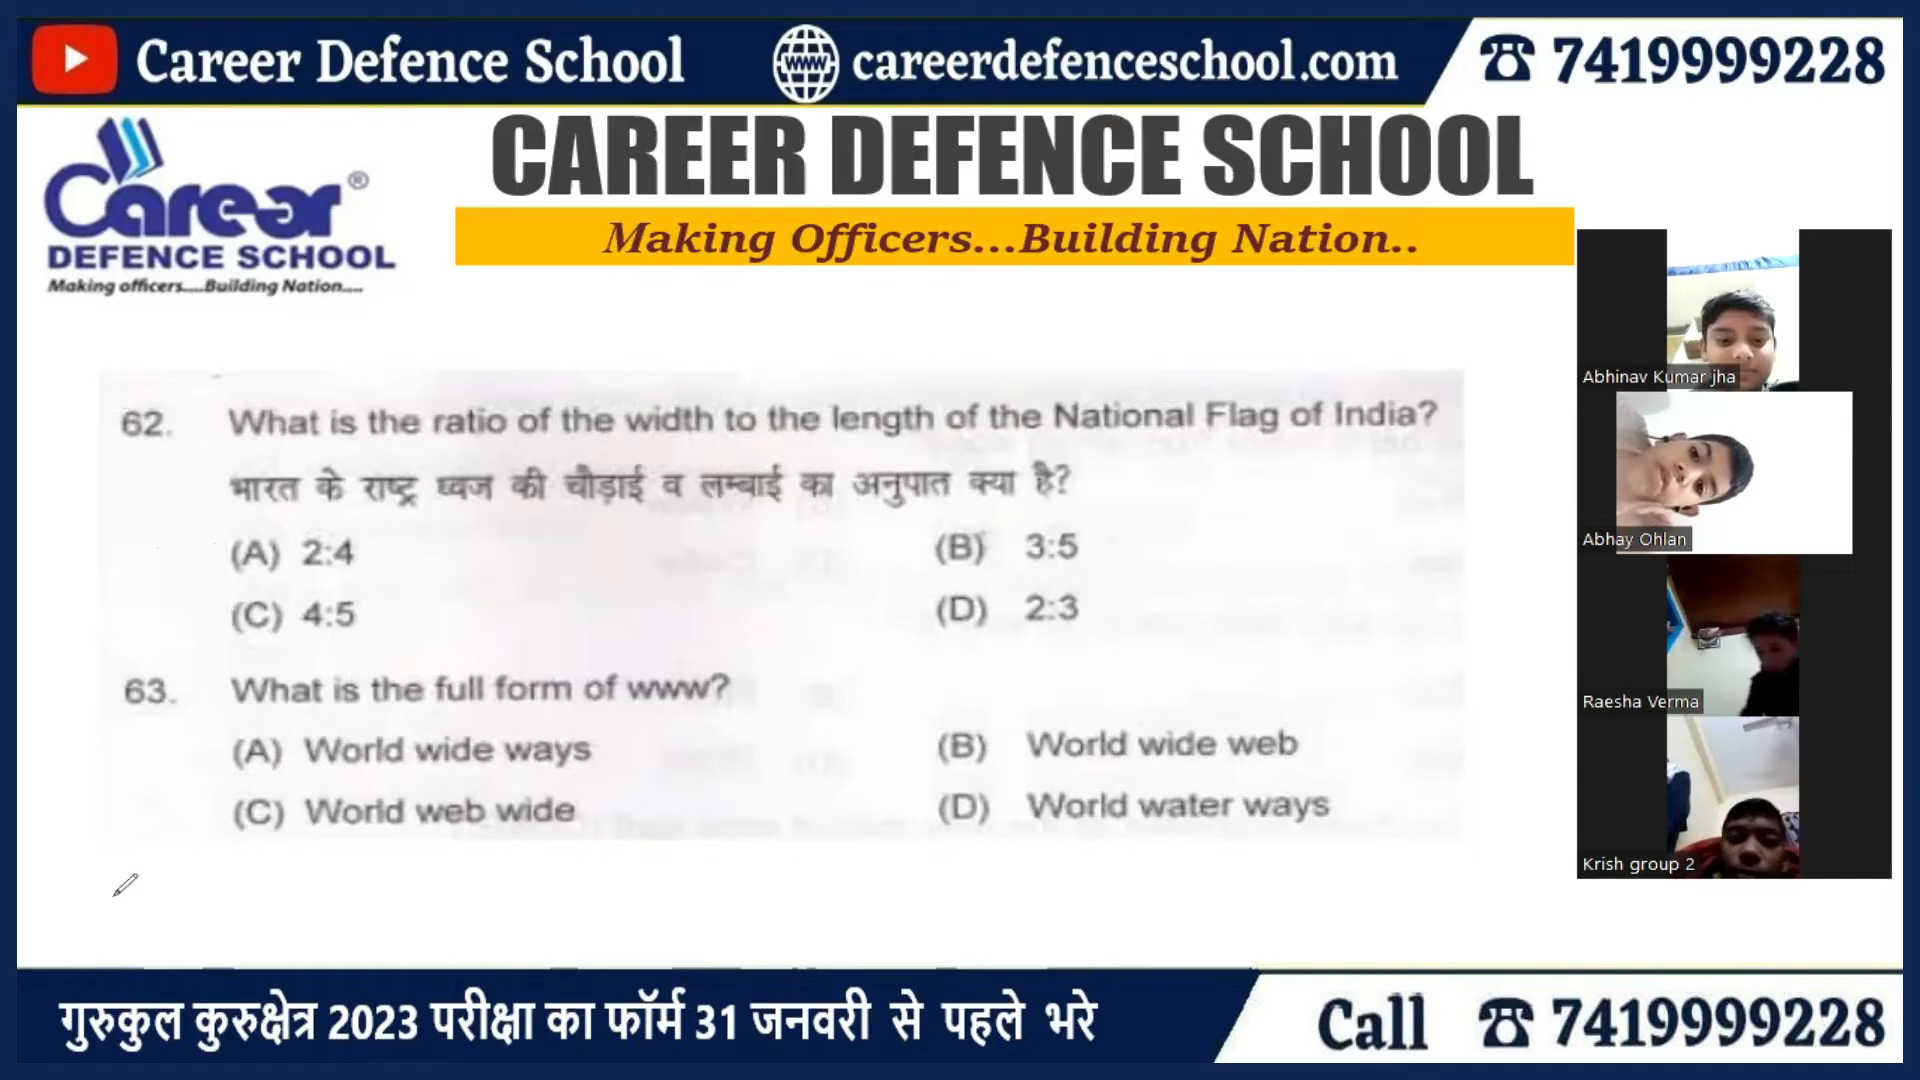 Career Defence School
www
careerdefenceschool.com
7419999228
Career®
DEFENCE SCHOOL
Making officers....Building Nation....
CAREER DEFENCE SCHOOL
Making Officers...Building Nation..
62. What is the ratio of the width to the length of the National Flag of India?
भारत के राष्ट्र ध्वज की चौड़ाई व लम्बाई का अनुपात क्या है?
(A) 2:4 (B) 3:5
(C) 4:5 (D) 2:3
63. What is the full form of www?
(A) World wide ways (B) World wide web
(C) World web wide (D) World water ways
Abhinav Kumar jha
Abhay Ohlan
Raesha Verma
Krish group 2
गुरुकुल कुरुक्षेत्र 2023 परीक्षा का फॉर्म 31 जनवरी से पहले भरे
Call 7419999228